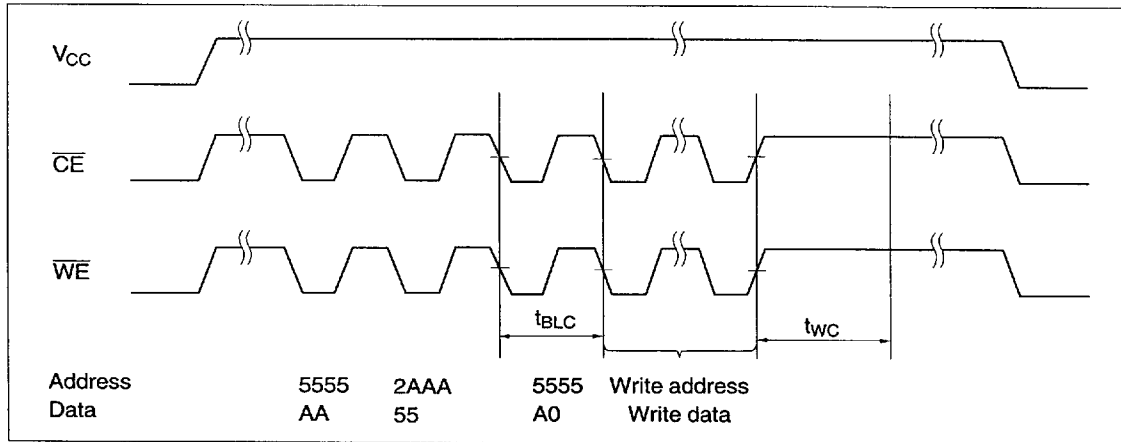 VCC
CE
WE
tBLC
tWC
Address 5555 2AAA 5555 Write address
Data AA 55 A0 Write data